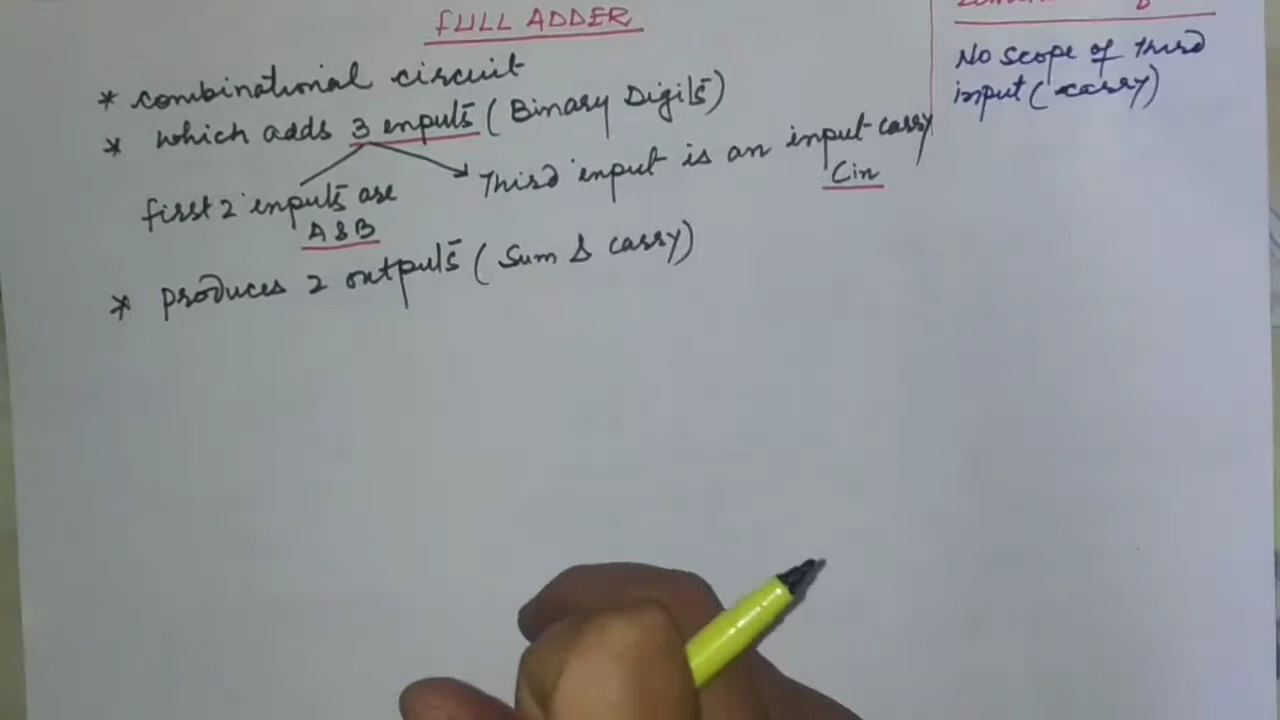 FULL ADDER
* combinational circuit
* which adds 3 inputs (Binary Digits)
first 2 inputs are
A & B
Third input is an input carry
Cin
* produces 2 outputs (Sum & carry)
No scope of third
input (carry)